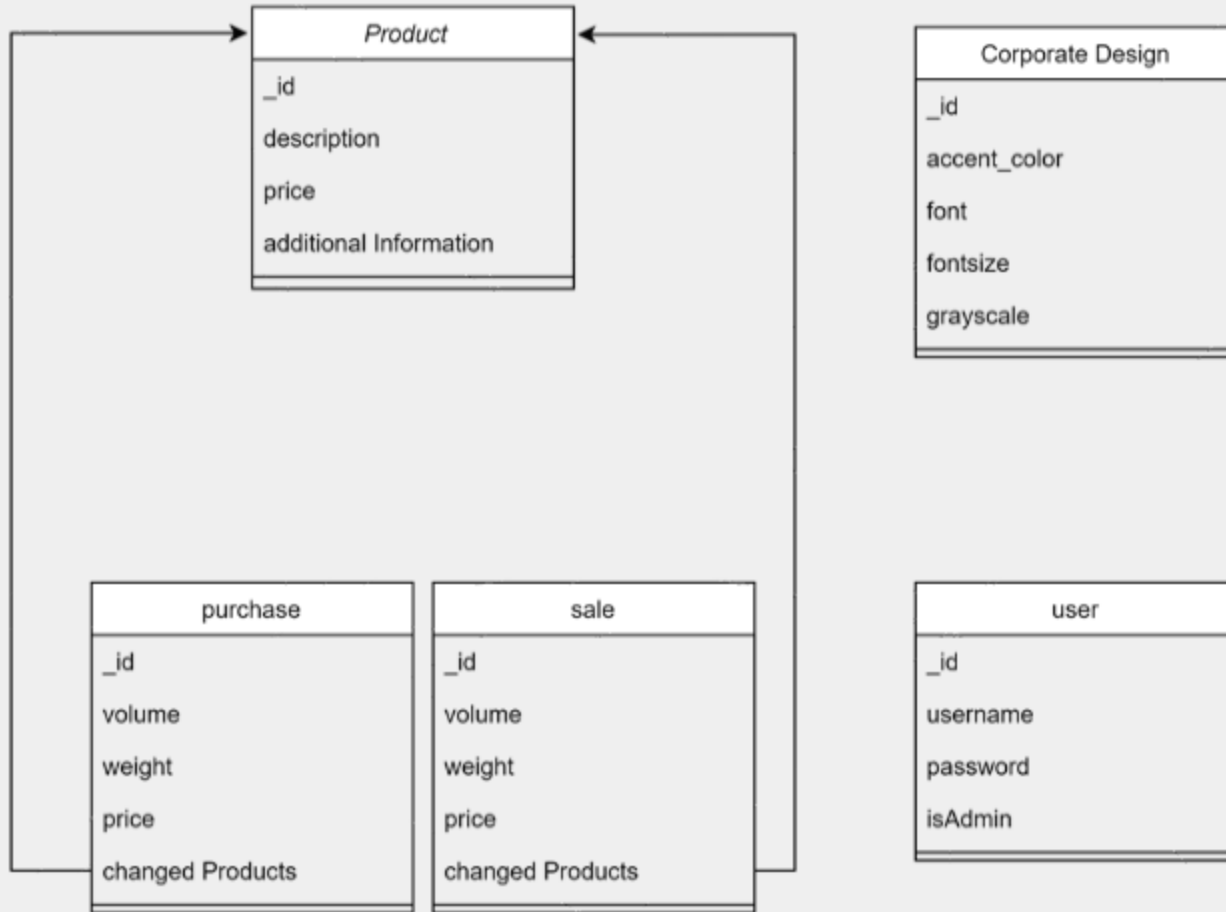 Product
_id
description
price
additional Information
Corporate Design
_id
accent_color
font
fontsize
grayscale
purchase
_id
volume
weight
price
changed Products
sale
_id
volume
weight
price
changed Products
user
_id
username
password
isAdmin